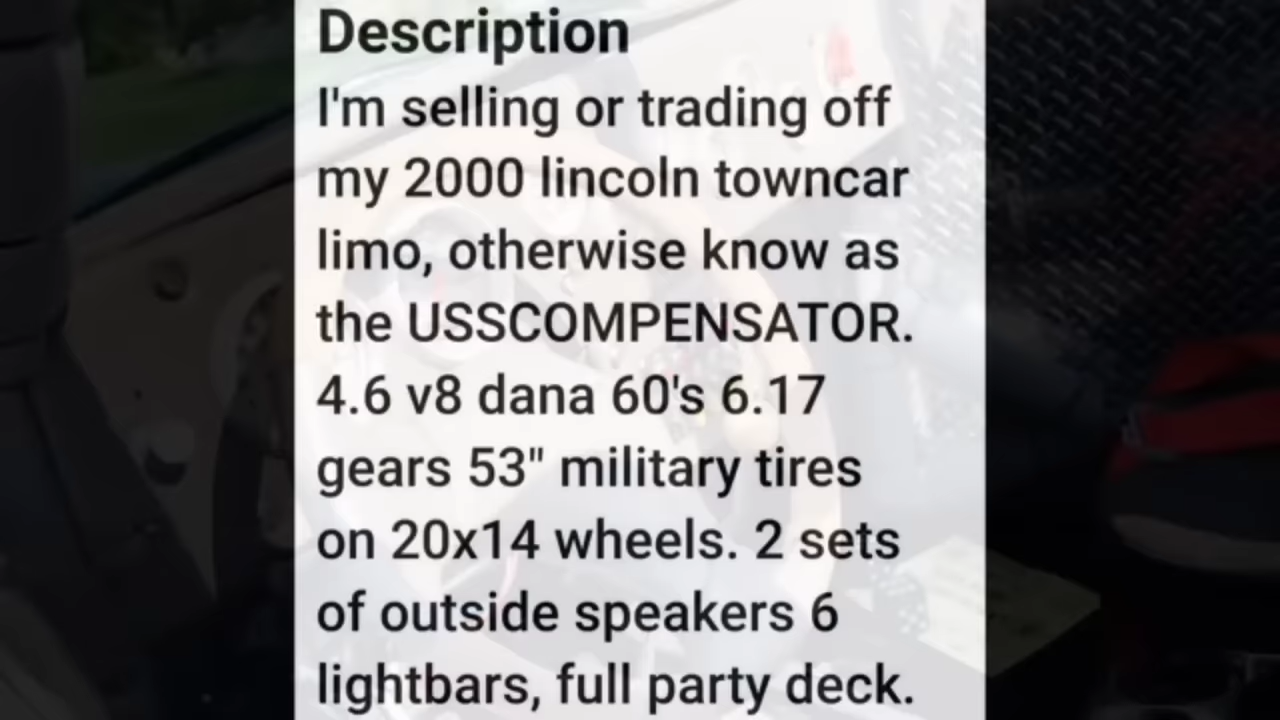 Description
I'm selling or trading off
my 2000 lincoln towncar
limo, otherwise know as
the USSCOMPENSATOR.
4.6 v8 dana 60's 6.17
gears 53" military tires
on 20x14 wheels. 2 sets
of outside speakers 6
lightbars, full party deck.